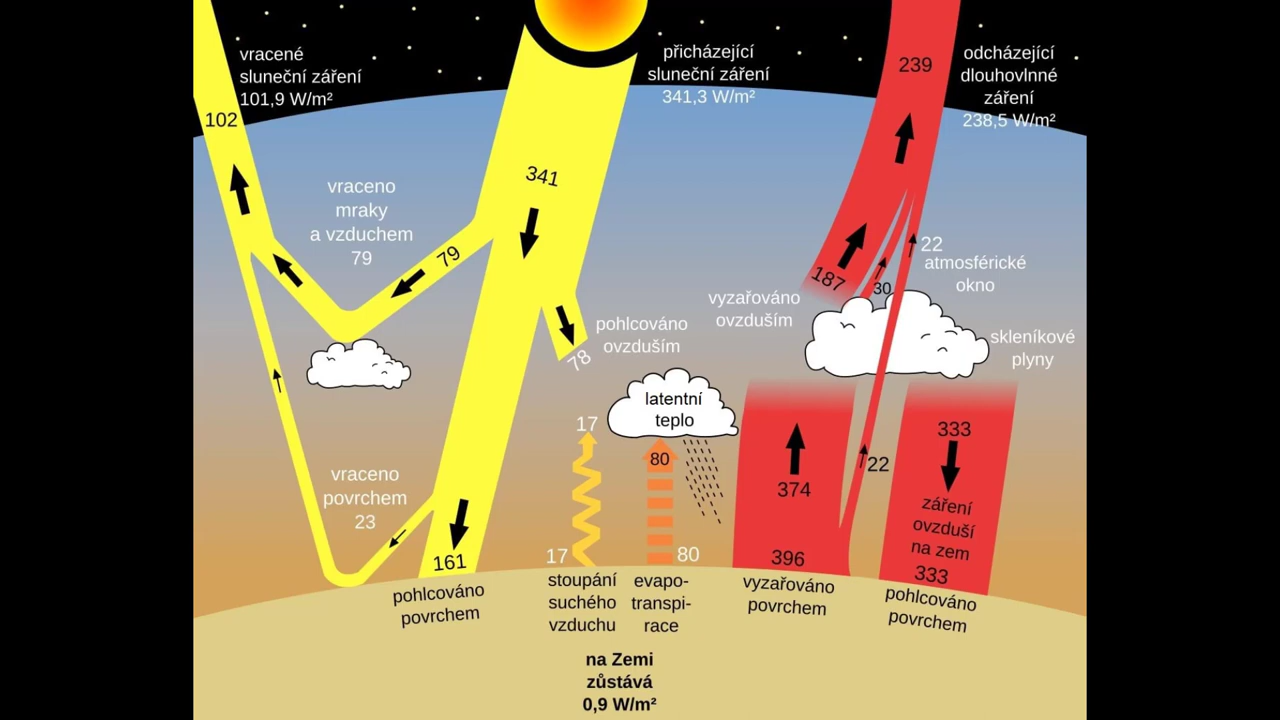 vracené
sluneční záření
101,9 W/m²
přicházející
sluneční záření
341,3 W/m²
odcházející
dlouhovlnné
záření
238,5 W/m²
239
102
341
vraceno
mraky
a vzduchem
79
79
187
30
22
atmosférické
okno
vyzařováno
ovzduším
pohlcováno
ovzduším
78
skleníkové
plyny
latentní
teplo
17
80
333
374
22
vraceno
povrchem
23
záření
ovzduší
na zem
161
17
80
396
333
pohlcováno
povrchem
stoupání
suchého
vzduchu
evapo-
transpi-
race
vyzařováno
povrchem
pohlcováno
povrchem
na Zemi
zůstává
0,9 W/m²